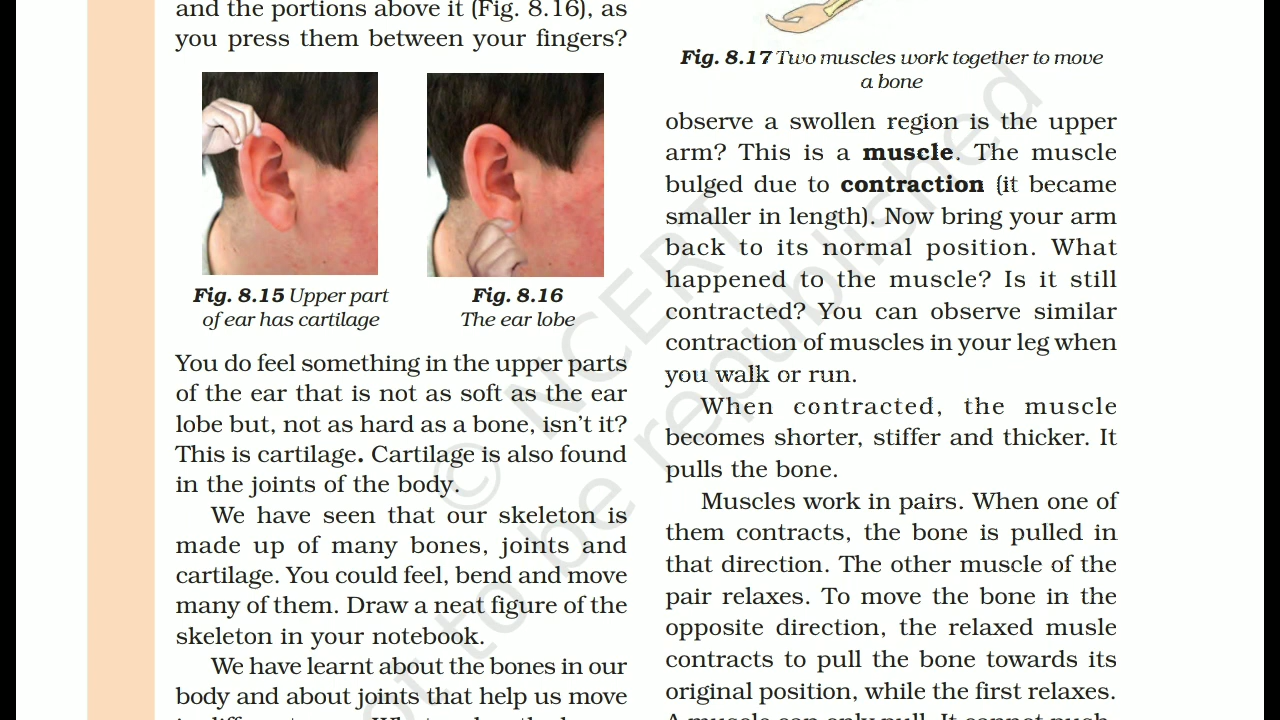 and the portions above it (Fig. 8.16), as
you press them between your fingers?
Fig. 8.15 Upper part
of ear has cartilage
Fig. 8.16
The ear lobe
You do feel something in the upper parts
of the ear that is not as soft as the ear
lobe but, not as hard as a bone, isn't it?
This is cartilage. Cartilage is also found
in the joints of the body.
We have seen that our skeleton is
made up of many bones, joints and
cartilage. You could feel, bend and move
many of them. Draw a neat figure of the
skeleton in your notebook.
We have learnt about the bones in our
body and about joints that help us move
Fig. 8.17 Two muscles work together to move
a bone
observe a swollen region is the upper
arm? This is a muscle. The muscle
bulged due to contraction (it became
smaller in length). Now bring your arm
back to its normal position. What
happened to the muscle? Is it still
contracted? You can observe similar
contraction of muscles in your leg when
you walk or run.
When contracted, the muscle
becomes shorter, stiffer and thicker. It
pulls the bone.
Muscles work in pairs. When one of
them contracts, the bone is pulled in
that direction. The other muscle of the
pair relaxes. To move the bone in the
opposite direction, the relaxed musle
contracts to pull the bone towards its
original position, while the first relaxes.
A muscle can only pull. It cannot push.
© NCERT
to be republished